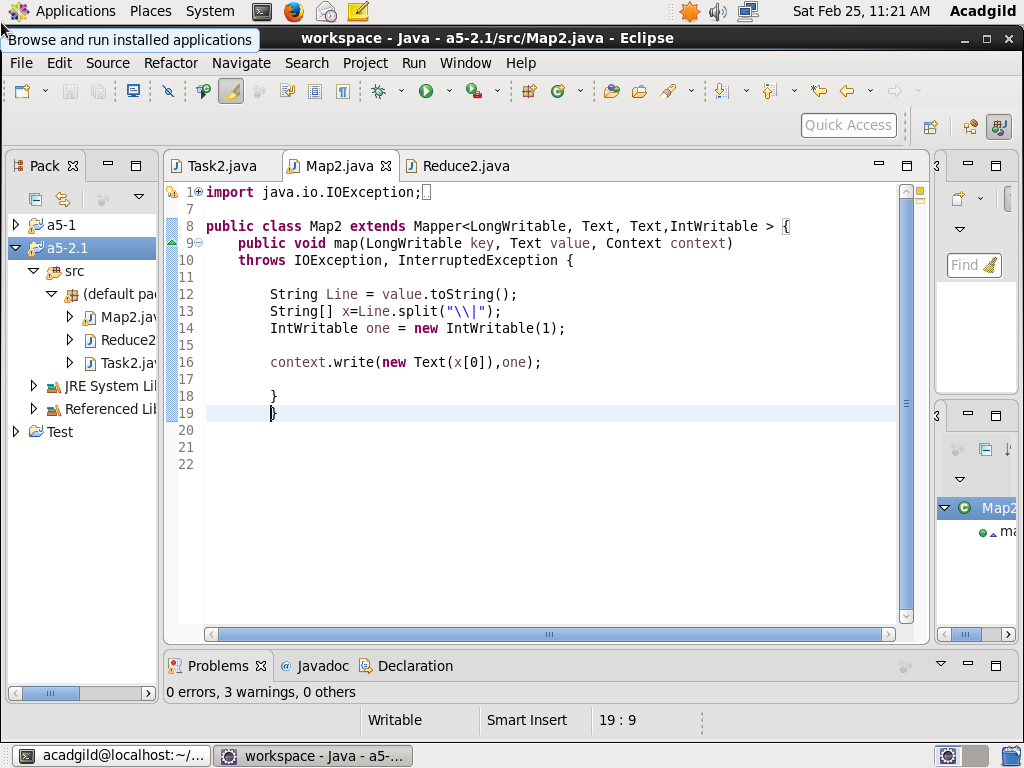 Applications Places System Sat Feb 25, 11:21 AM Acadgild
Browse and run installed applications
workspace - Java - a5-2.1/src/Map2.java - Eclipse
File Edit Source Refactor Navigate Search Project Run Window Help
Quick Access
Pack
Task2.java Map2.java Reduce2.java
a5-1
a5-2.1
src
(default pa
Map2.jav
Reduce2
Task2.jav
JRE System Li
Referenced Lib
Test
1 import java.io.IOException;
7
8 public class Map2 extends Mapper<LongWritable, Text, Text,IntWritable > {
9 public void map(LongWritable key, Text value, Context context)
10 throws IOException, InterruptedException {
11
12 String Line = value.toString();
13 String[] x=Line.split("\\|");
14 IntWritable one = new IntWritable(1);
15
16 context.write(new Text(x[0]),one);
17
18 }
19 }
20
21
22
Find
Map2
ma
Problems @ Javadoc Declaration
0 errors, 3 warnings, 0 others
Writable Smart Insert 19 : 9
acadgild@localhost:~/... workspace - Java - a5-...